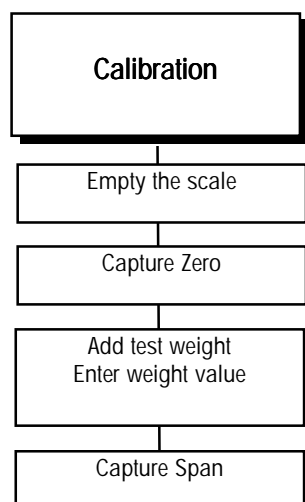 Calibration
Empty the scale
Capture Zero
Add test weight
Enter weight value
Capture Span